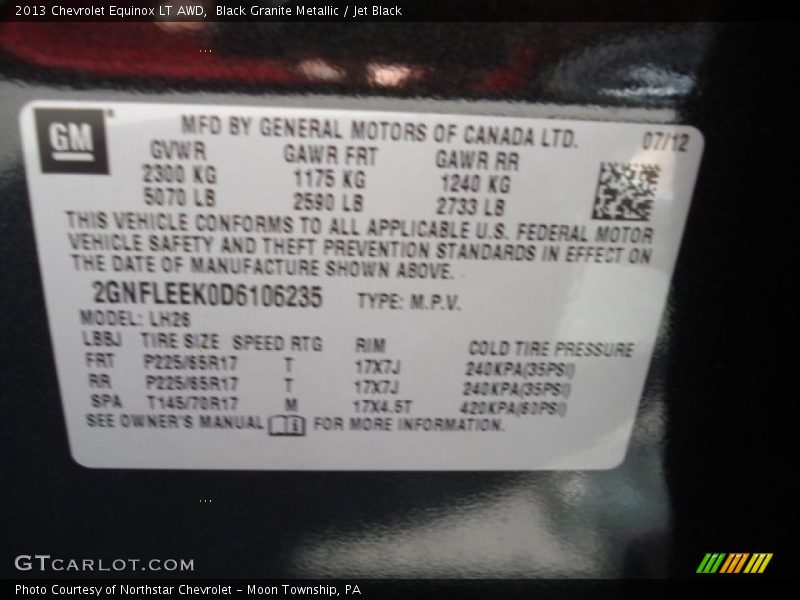 2013 Chevrolet Equinox LT AWD, Black Granite Metallic / Jet Black
GM
MFD BY GENERAL MOTORS OF CANADA LTD. 07/12
GVWR GAWR FRT GAWR RR
2300 KG 1175 KG 1240 KG
5070 LB 2590 LB 2733 LB
THIS VEHICLE CONFORMS TO ALL APPLICABLE U.S. FEDERAL MOTOR
VEHICLE SAFETY AND THEFT PREVENTION STANDARDS IN EFFECT ON
THE DATE OF MANUFACTURE SHOWN ABOVE.
2GNFLEEK0D6106235 TYPE: M.P.V.
MODEL: LH26
LBBJ TIRE SIZE SPEED RTG RIM COLD TIRE PRESSURE
FRT P225/65R17 T 17X7J 240KPA(35PSI)
RR P225/65R17 T 17X7J 240KPA(35PSI)
SPA T145/70R17 M 17X4.5T 420KPA(60PSI)
SEE OWNER'S MANUAL FOR MORE INFORMATION.
GTCARLOT.COM
Photo Courtesy of Northstar Chevrolet - Moon Township, PA